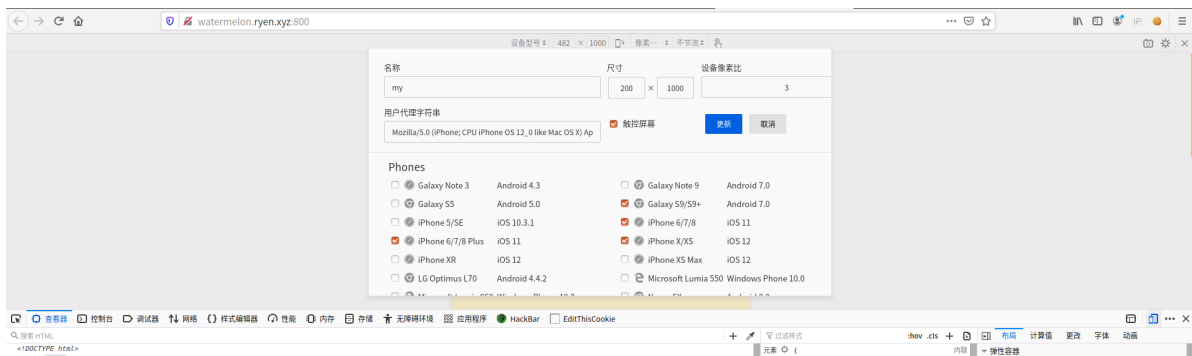 watermelon.ryen.xyz:800
IP
设备型号 482 × 1000 像素… 不节流
名称 尺寸 设备像素比
my 200 × 1000 3
用户代理字符串
Mozilla/5.0 (iPhone; CPU iPhone OS 12_0 like Mac OS X) Ap 触控屏幕 更新 取消
Phones
Galaxy Note 3 Android 4.3 Galaxy Note 9 Android 7.0
Galaxy S5 Android 5.0 Galaxy S9/S9+ Android 7.0
iPhone 5/SE iOS 10.3.1 iPhone 6/7/8 iOS 11
iPhone 6/7/8 Plus iOS 11 iPhone X/XS iOS 12
iPhone XR iOS 12 iPhone XS Max iOS 12
LG Optimus L70 Android 4.4.2 Microsoft Lumia 550 Windows Phone 10.0
查看器 控制台 调试器 网络 {} 样式编辑器 性能 内存 存储 无障碍环境 应用程序 HackBar EditThisCookie
搜索 HTML 过滤样式 :hov .cls + 布局 计算值 更改 字体 动画
<!DOCTYPE html> 元素 { 内联 弹性容器